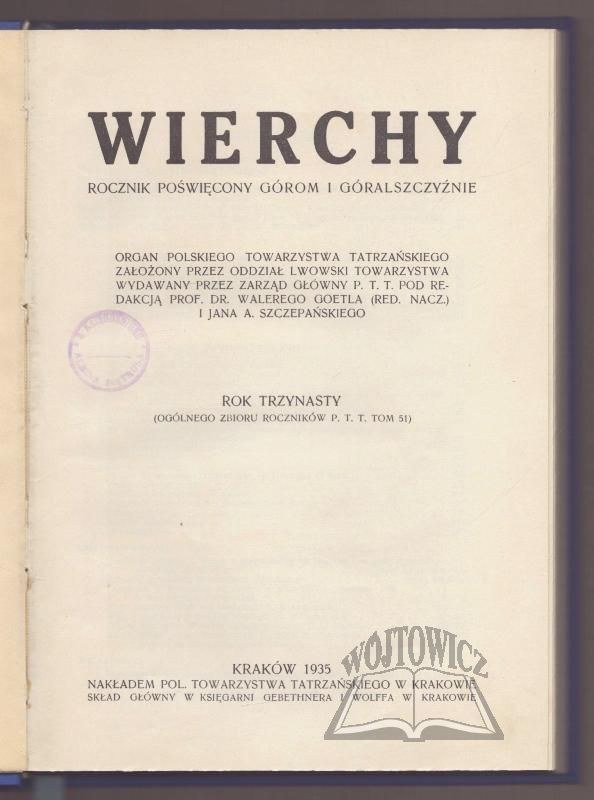 WIERCHY
ROCZNIK POŚWIĘCONY GÓROM I GÓRALSZCZYŹNIE
ORGAN POLSKIEGO TOWARZYSTWA TATRZAŃSKIEGO
ZAŁOŻONY PRZEZ ODDZIAŁ LWOWSKI TOWARZYSTWA
WYDAWANY PRZEZ ZARZĄD GŁÓWNY P. T. T. POD RE-
DAKCJĄ PROF. DR. WALEREGO GOETLA (RED. NACZ.)
I JANA A. SZCZEPAŃSKIEGO
ROK TRZYNASTY
(OGÓLNEGO ZBIORU ROCZNIKÓW P. T. T. TOM 51)
KRAKÓW 1935
NAKŁADEM POL. TOWARZYSTWA TATRZAŃSKIEGO W KRAKOWIE
SKŁAD GŁÓWNY W KSIĘGARNI GEBETHNERA I WOLFFA W KRAKOWIE
WÓJTOWICZ